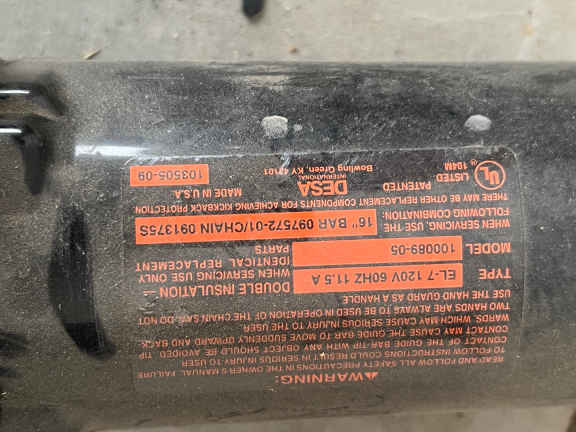 ⚠WARNING:
READ AND FOLLOW ALL SAFETY PRECAUTIONS IN THE OWNERS MANUAL. FAILURE
TO FOLLOW INSTRUCTIONS COULD RESULT IN SERIOUS INJURY TO USER
CONTACT OF THE GUIDE BAR-TIP WITH ANY OBJECT SHOULD BE AVOIDED TIP
CONTACT MAY CAUSE THE GUIDE BAR TO MOVE SUDDENLY UPWARD AND BACK-
WARDS, WHICH MAY CAUSE SERIOUS INJURY TO THE USER
TWO HANDS ARE TO BE USED IN OPERATION OF THE CHAIN SAW. DO NOT
USE THE HAND GUARD AS A HANDLE
TYPE EL-7 120V 60HZ 11.5 A
DOUBLE INSULATION -
WHEN SERVICING USE ONLY
IDENTICAL REPLACEMENT
PARTS
MODEL 100089-05
WHEN SERVICING, USE THE
FOLLOWING COMBINATION: 16" BAR 097572-01/CHAIN 091375S
THERE MAY BE OTHER COMPONENTS FOR ACHIEVING KICKBACK PROTECTION
UL LISTED
® 104M
PATENTED
DESA
INTERNATIONAL
Bowling Green, KY 42101
MADE IN U.S.A.
103505-09